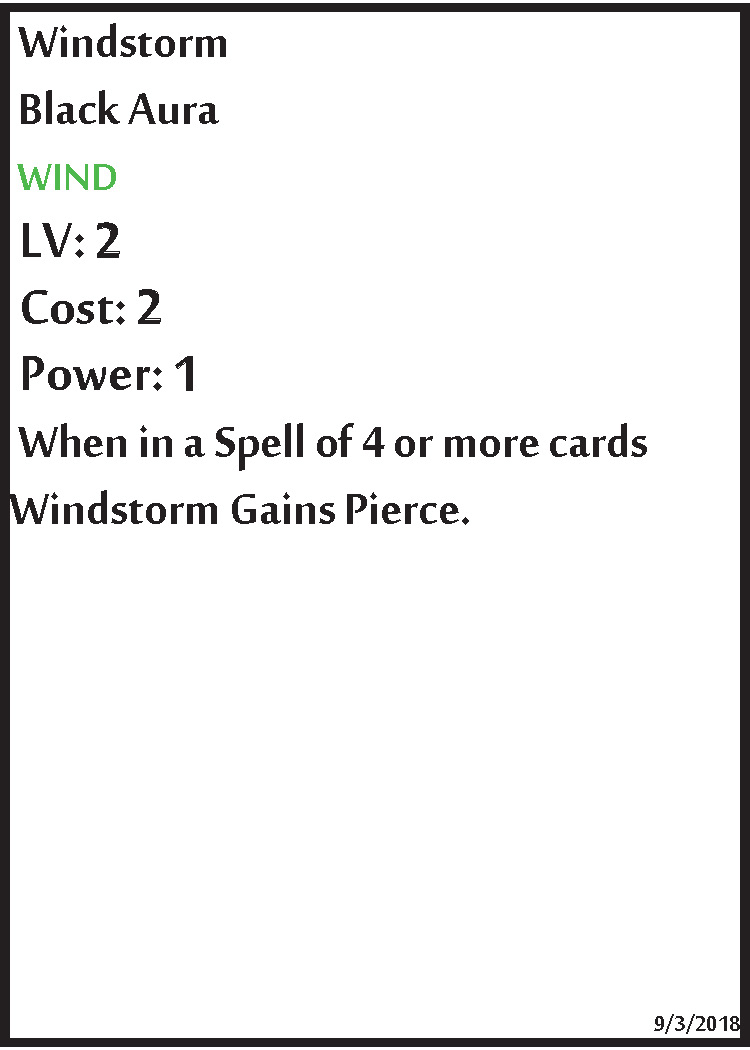 Windstorm
Black Aura
WIND
LV: 2
Cost: 2
Power: 1
When in a Spell of 4 or more cards
Windstorm Gains Pierce.
9/3/2018